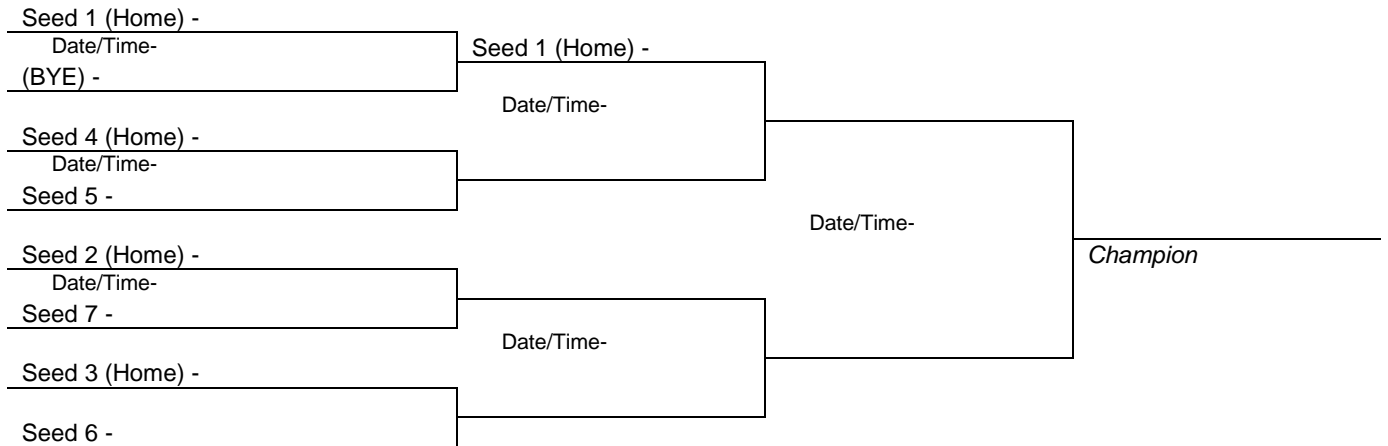 Seed 1 (Home) -
Date/Time-
Seed 1 (Home) -
(BYE) -
Date/Time-
Seed 4 (Home) -
Date/Time-
Seed 5 -
Date/Time-
Seed 2 (Home) -
Champion
Date/Time-
Seed 7 -
Date/Time-
Seed 3 (Home) -
Seed 6 -